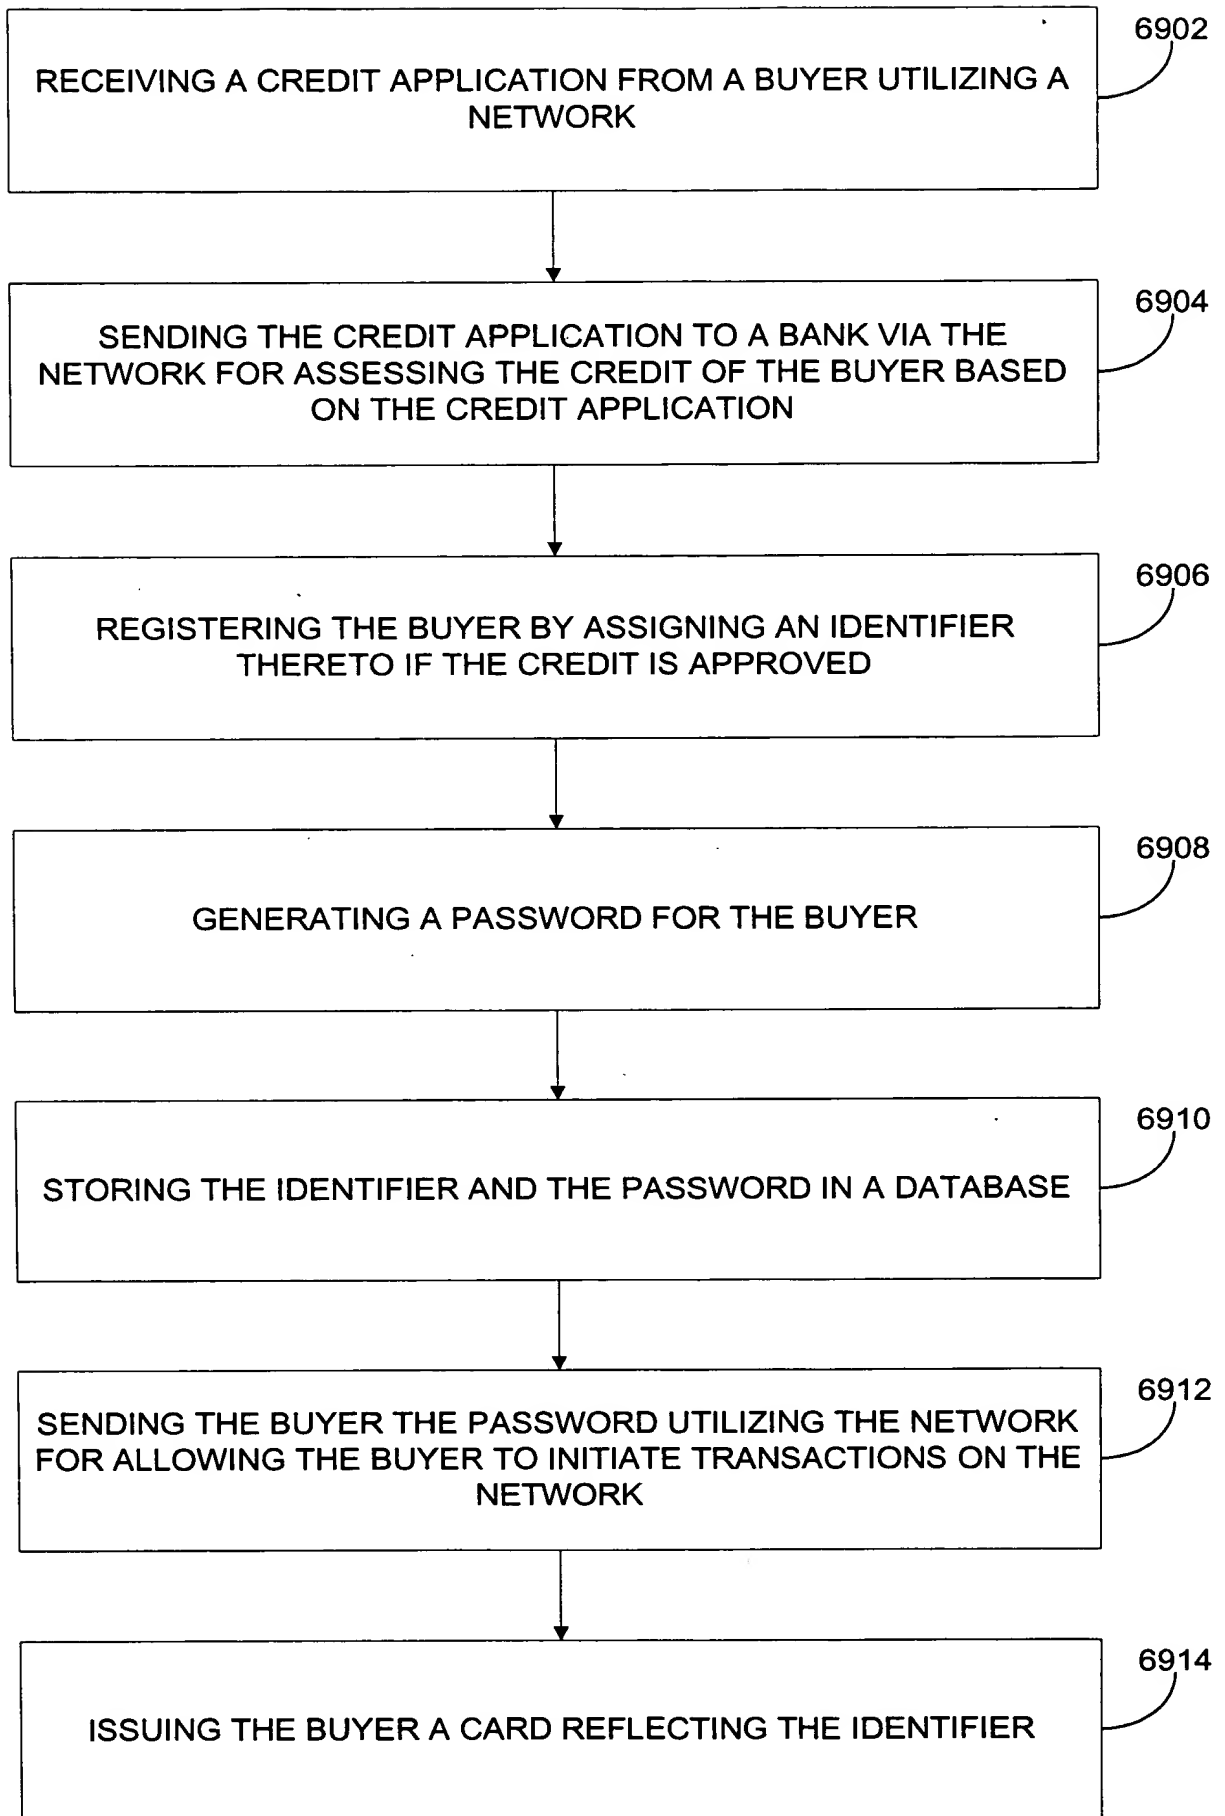 6902
RECEIVING A CREDIT APPLICATION FROM A BUYER UTILIZING A
NETWORK
6904
SENDING THE CREDIT APPLICATION TO A BANK VIA THE
NETWORK FOR ASSESSING THE CREDIT OF THE BUYER BASED
ON THE CREDIT APPLICATION
6906
REGISTERING THE BUYER BY ASSIGNING AN IDENTIFIER
THERETO IF THE CREDIT IS APPROVED
6908
GENERATING A PASSWORD FOR THE BUYER
6910
STORING THE IDENTIFIER AND THE PASSWORD IN A DATABASE
6912
SENDING THE BUYER THE PASSWORD UTILIZING THE NETWORK
FOR ALLOWING THE BUYER TO INITIATE TRANSACTIONS ON THE
NETWORK
6914
ISSUING THE BUYER A CARD REFLECTING THE IDENTIFIER